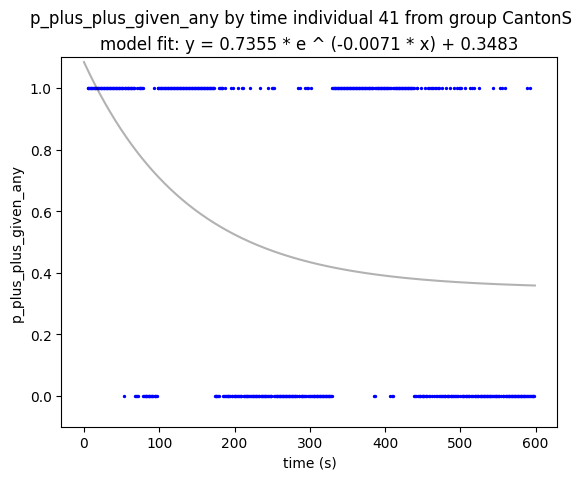 p_plus_plus_given_any by time individual 41 from group CantonS
model fit: y = 0.7355 * e ^ (-0.0071 * x) + 0.3483
1.0
0.8
0.6
0.4
0.2
0.0
p_plus_plus_given_any
0 100 200 300 400 500 600
time (s)